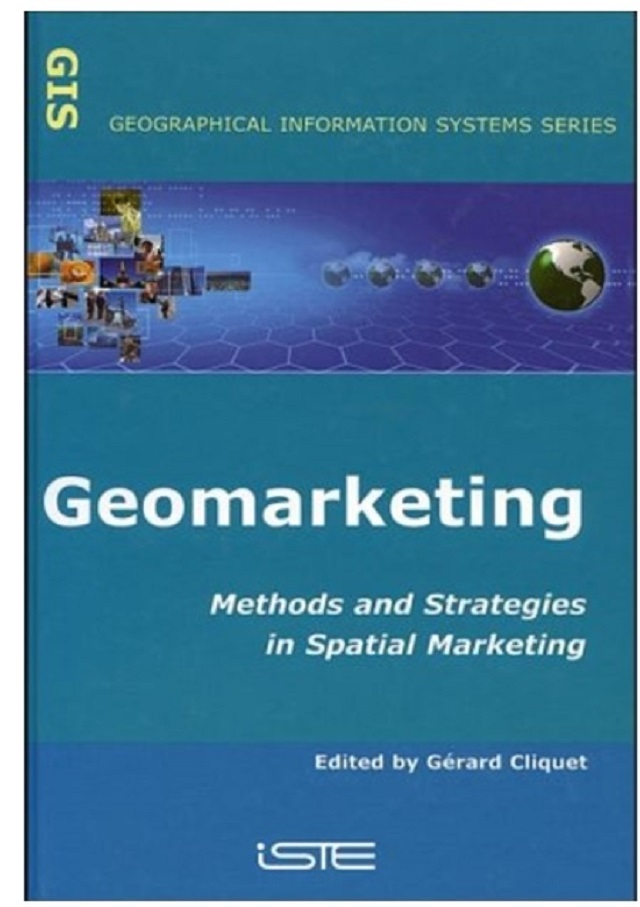 GIS
GEOGRAPHICAL INFORMATION SYSTEMS SERIES
Geomarketing
Methods and Strategies
in Spatial Marketing
Edited by Gérard Cliquet
iSTE